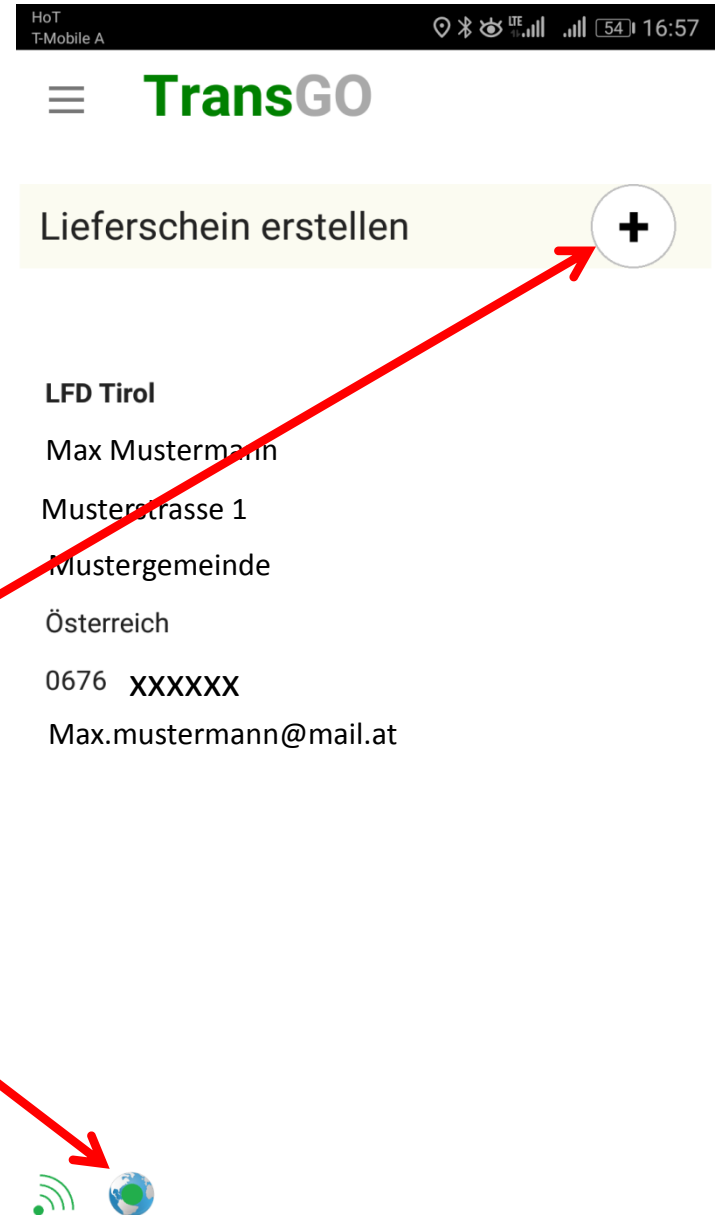 HoT
T-Mobile A
LTE 54 16:57
TransGO
Lieferschein erstellen
+
LFD Tirol
Max Mustermann
Musterstrasse 1
Mustergemeinde
Österreich
0676 xxxxxx
Max.mustermann@mail.at